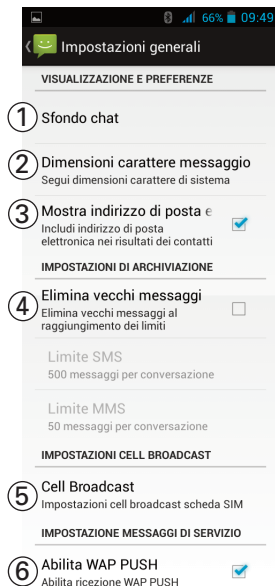 66% 09:49
Impostazioni generali
VISUALIZZAZIONE E PREFERENZE
1 Sfondo chat
2 Dimensioni carattere messaggio
Segui dimensioni carattere di sistema
3 Mostra indirizzo di posta e
Includi indirizzo di posta
elettronica nei risultati dei contatti
IMPOSTAZIONI DI ARCHIVIAZIONE
4 Elimina vecchi messaggi
Elimina vecchi messaggi al
raggiungimento dei limiti
Limite SMS
500 messaggi per conversazione
Limite MMS
50 messaggi per conversazione
IMPOSTAZIONI CELL BROADCAST
5 Cell Broadcast
Impostazioni cell broadcast scheda SIM
IMPOSTAZIONE MESSAGGI DI SERVIZIO
6 Abilita WAP PUSH
Abilita ricezione WAP PUSH